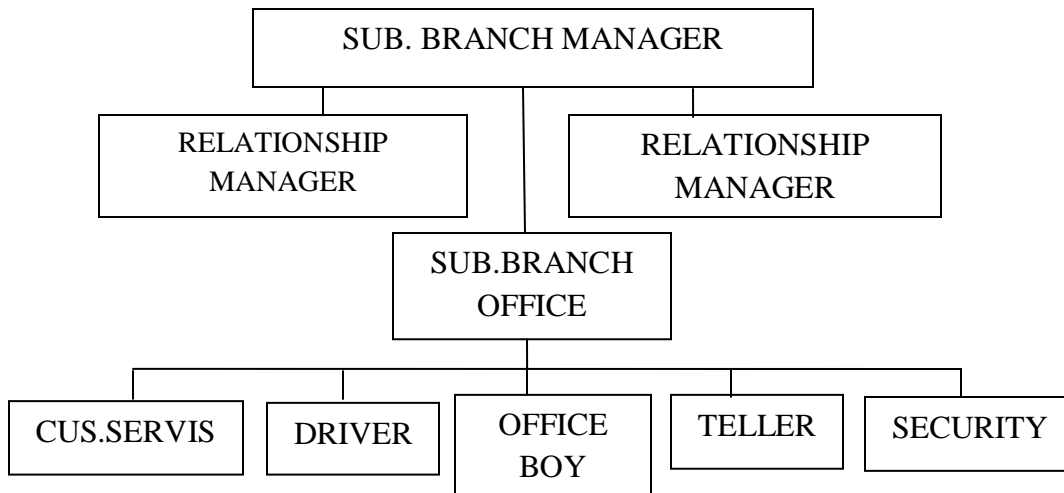 SUB. BRANCH MANAGER
RELATIONSHIP
MANAGER
RELATIONSHIP
MANAGER
SUB.BRANCH
OFFICE
CUS.SERVIS
DRIVER
OFFICE
BOY
TELLER
SECURITY